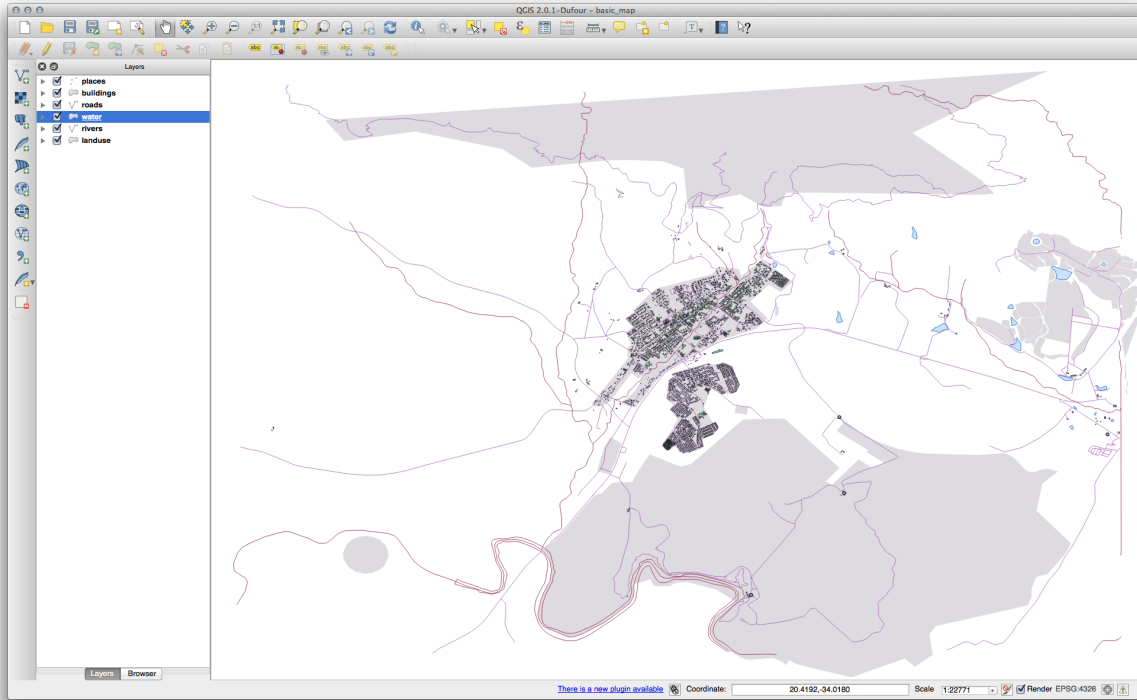 QGIS 2.0.1-Dufour – basic_map
Layers
places
buildings
roads
water
rivers
landuse
Layers Browser
There is a new plugin available Coordinate: 20.4192,-34.0180 Scale 1:22771 Render EPSG:4326